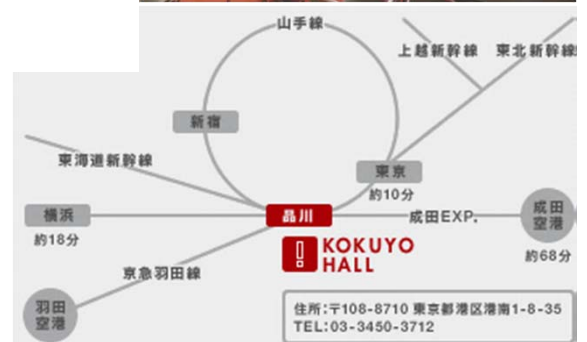 山手線
上越新幹線
東北新幹線
新宿
東海道新幹線
東京
約10分
横浜
約18分
品川
成田EXP.
成田
空港
約68分
KOKUYO
HALL
京急羽田線
羽田
空港
住所:〒108-8710 東京都港区港南1-8-35
TEL:03-3450-3712